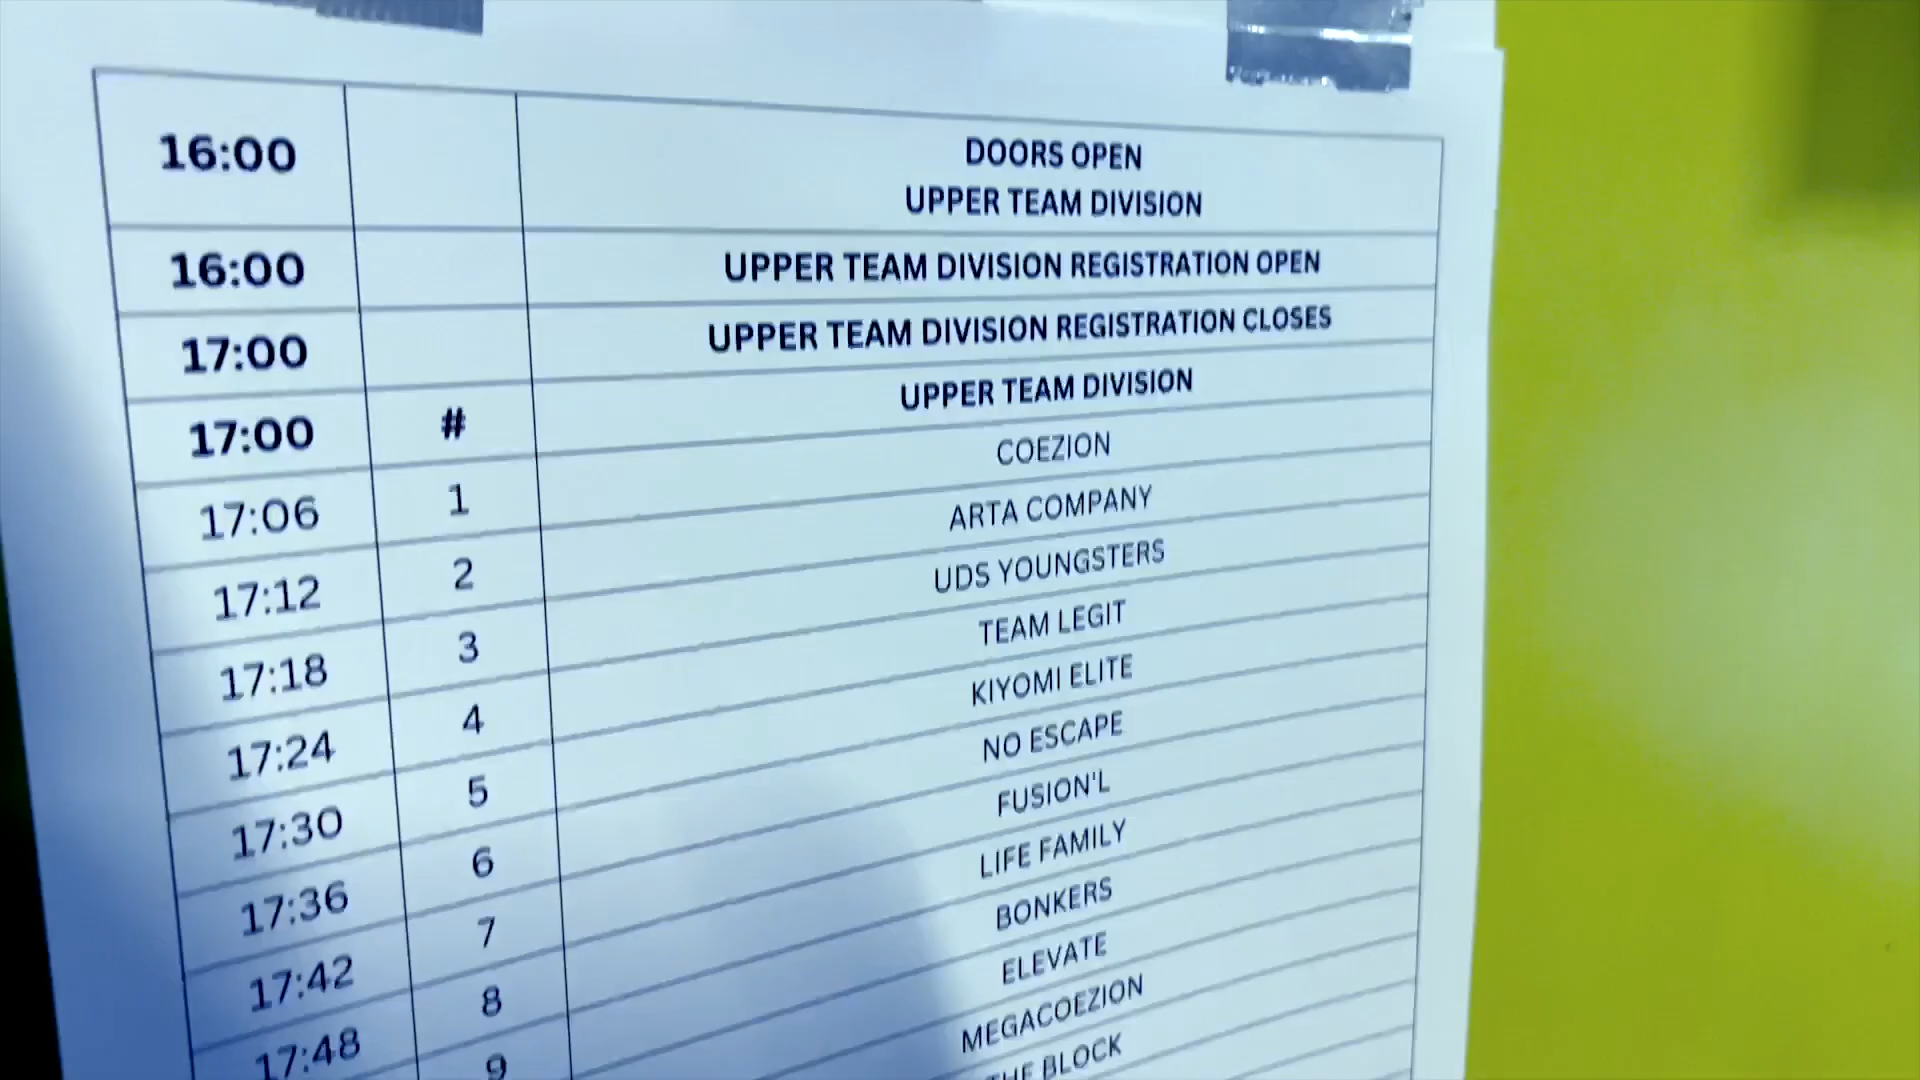 16:00 DOORS OPEN
UPPER TEAM DIVISION
16:00 UPPER TEAM DIVISION REGISTRATION OPEN
17:00 UPPER TEAM DIVISION REGISTRATION CLOSES
17:00 # UPPER TEAM DIVISION
17:06 1 COEZION
17:12 2 ARTA COMPANY
17:18 3 UDS YOUNGSTERS
17:24 4 TEAM LEGIT
17:30 5 KIYOMI ELITE
17:36 6 NO ESCAPE
17:42 7 FUSION'L
17:48 8 LIFE FAMILY
9 BONKERS
ELEVATE
MEGACOEZION
THE BLOCK